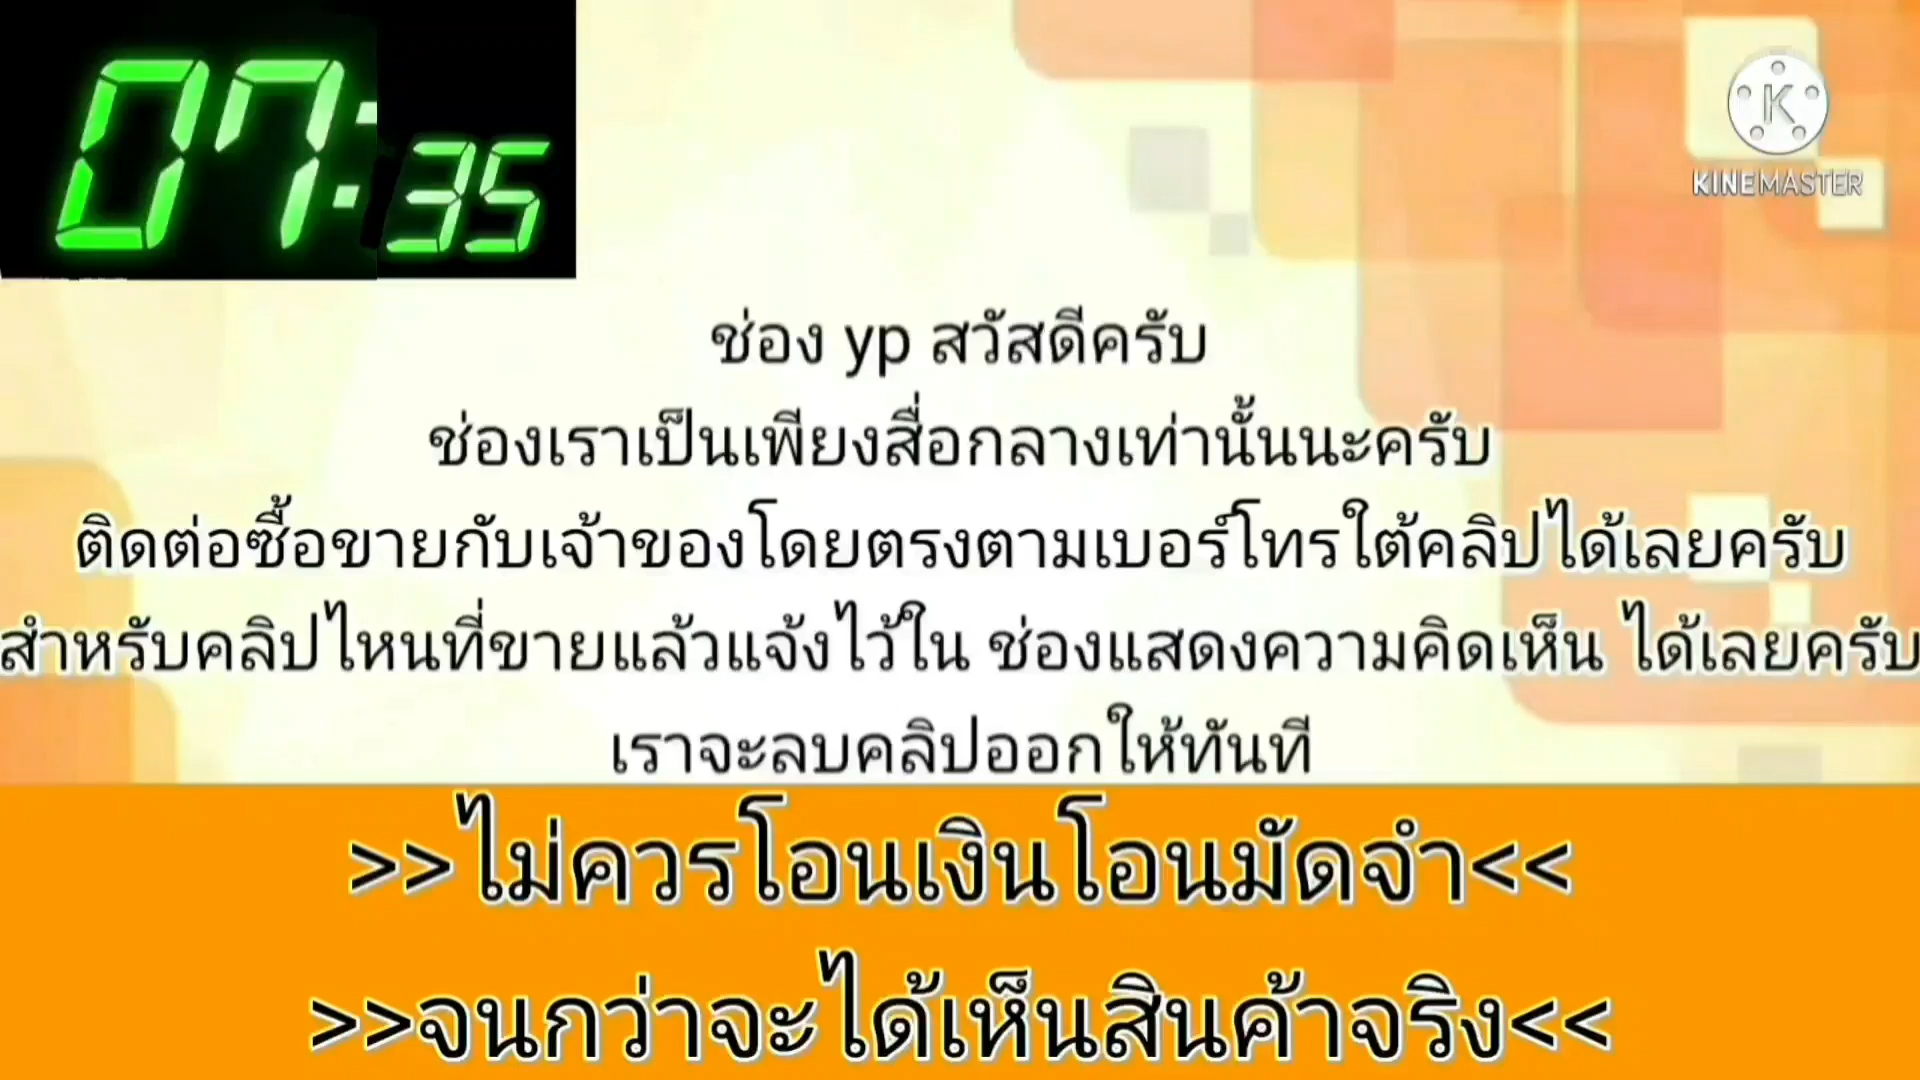 07:35
KINEMASTER
ช่อง yp สวัสดีครับ
ช่องเราเป็นเพียงสื่อกลางเท่านั้นนะครับ
ติดต่อซื้อขายกับเจ้าของโดยตรงตามเบอร์โทรใต้คลิปได้เลยครับ
สำหรับคลิปไหนที่ขายแล้วแจ้งไว้ใน ช่องแสดงความคิดเห็น ได้เลยครับ
เราจะลบคลิปออกให้ทันที
>>ไม่ควรโอนเงินโอนมัดจำ<<
>>จนกว่าจะได้เห็นสินค้าจริง<<